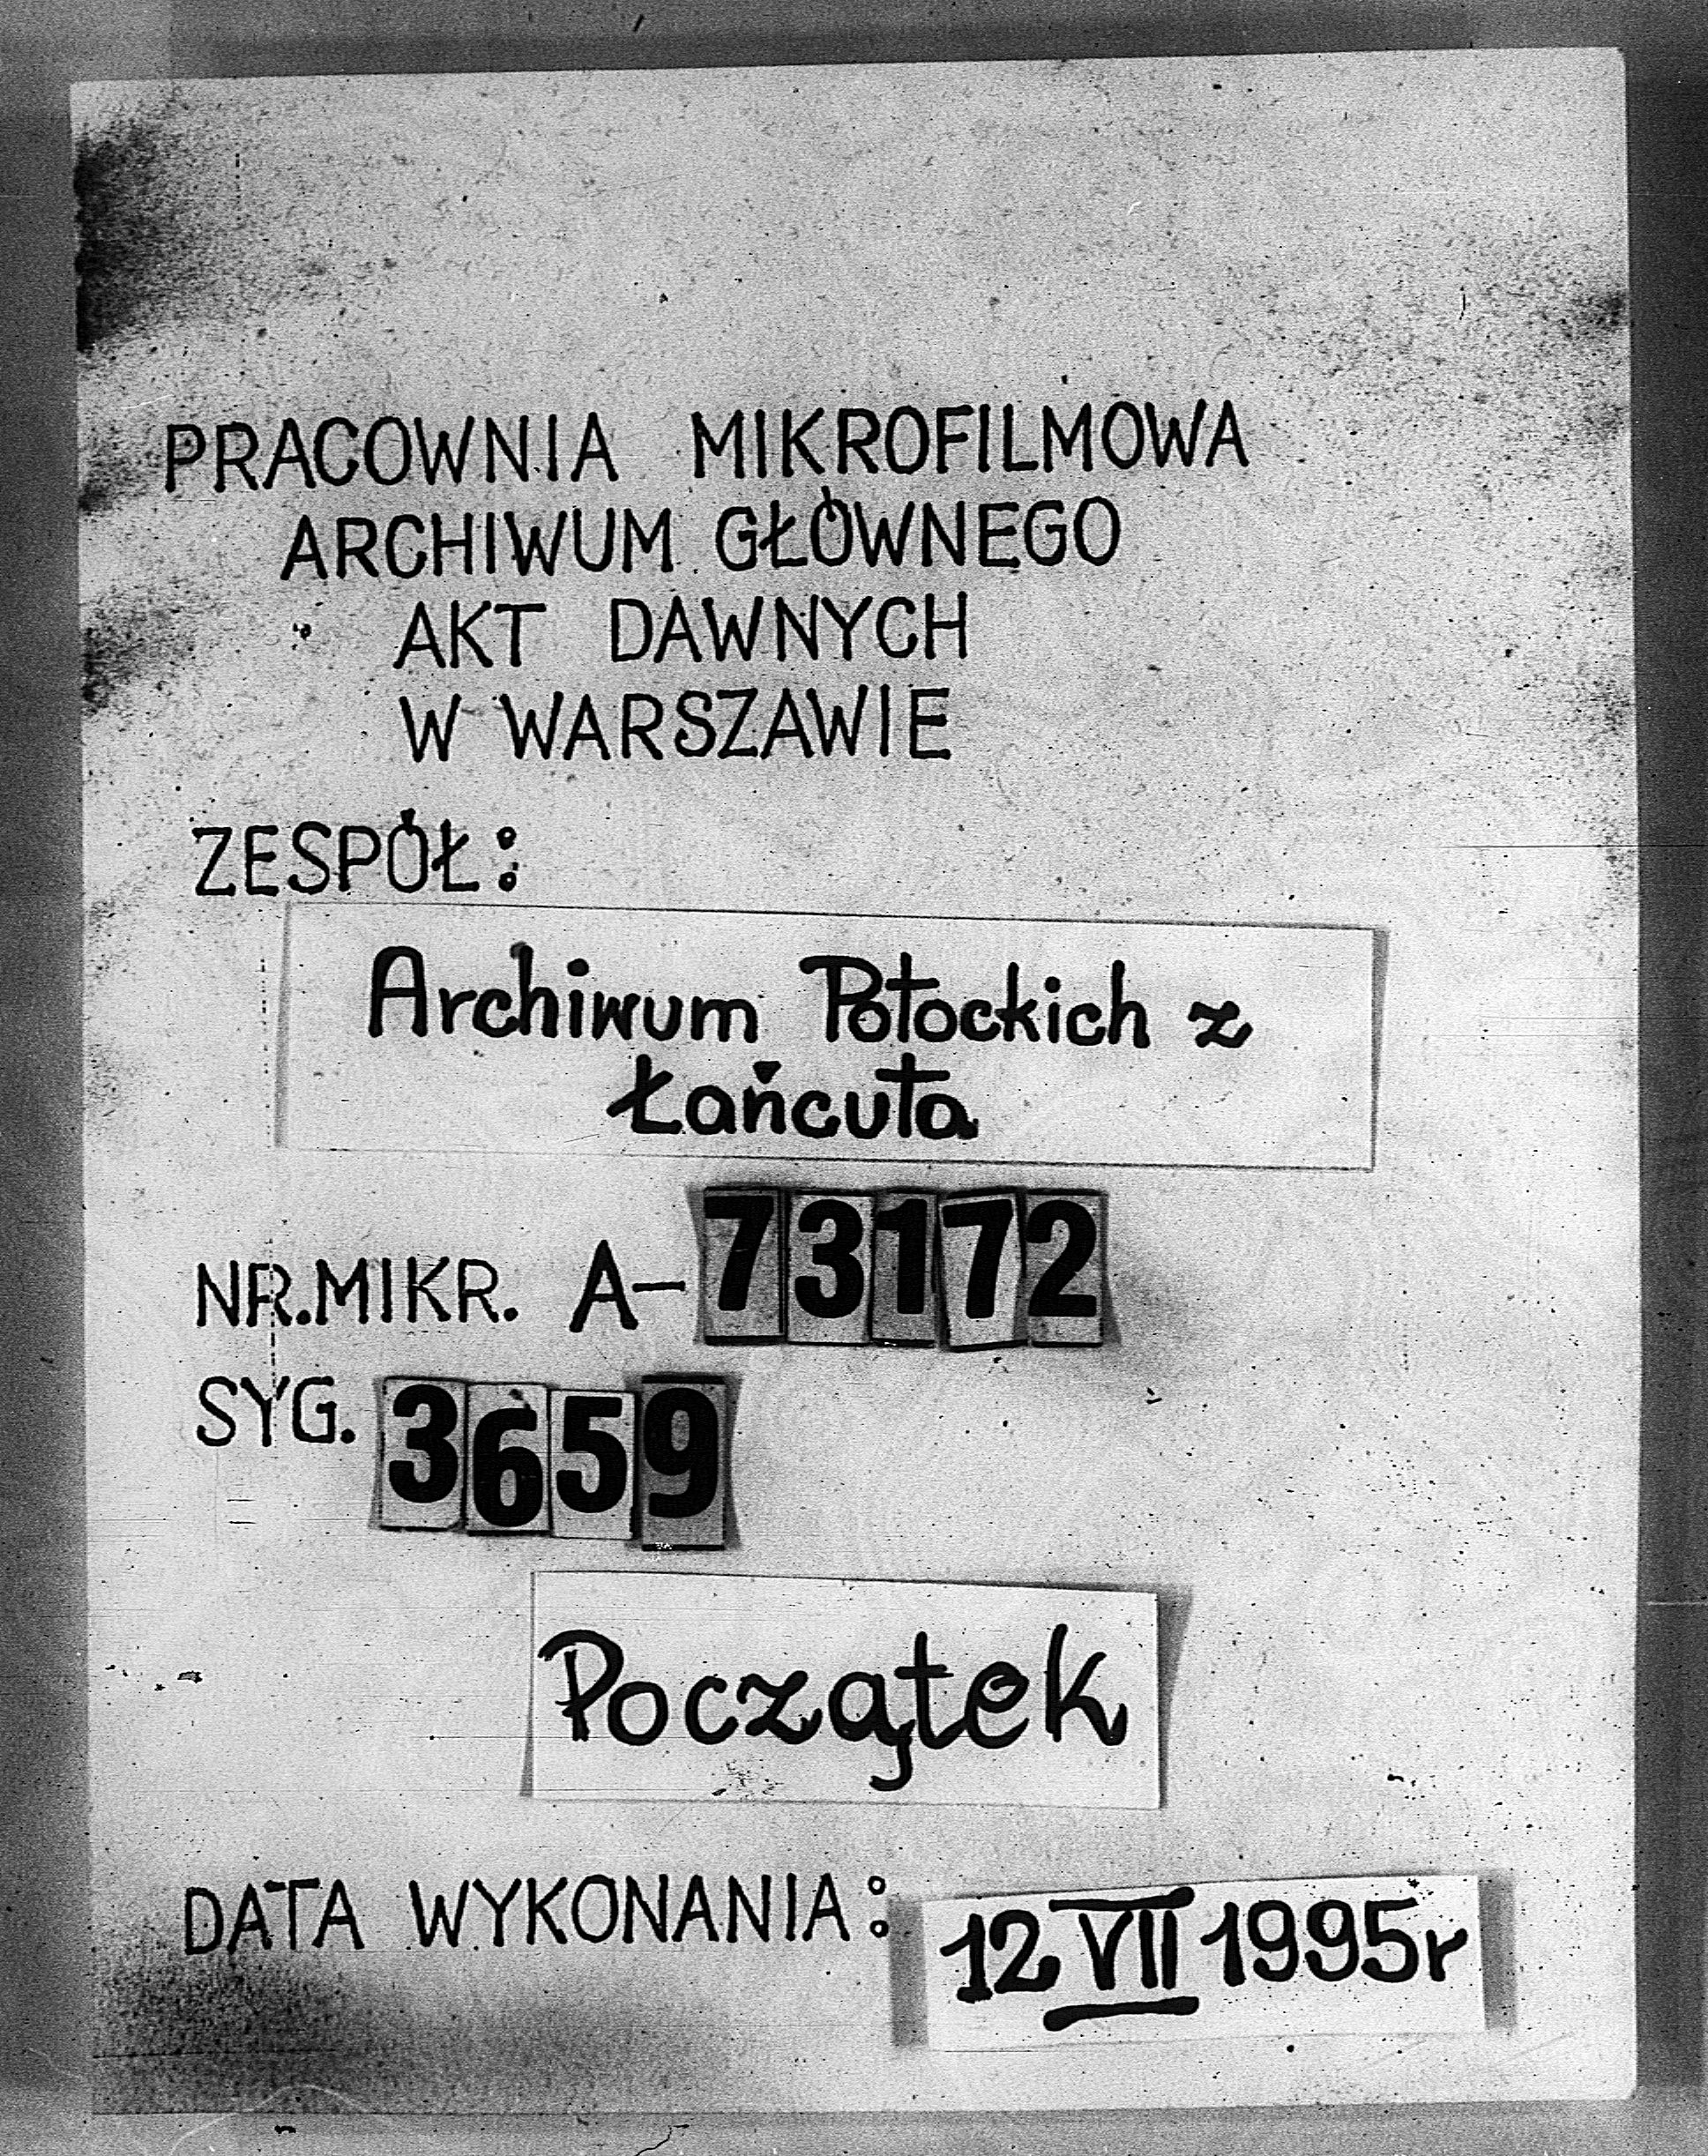 PRACOWNIA MIKROFILMOWA
ARCHIWUM GŁÓWNEGO
AKT DAWNYCH
W WARSZAWIE
ZESPÓŁ:
Archiwum Potockich z
Łańcuta
NR.MIKR. A-73172
SYG. 3659
Początek
DATA WYKONANIA: 12 VII 1995r